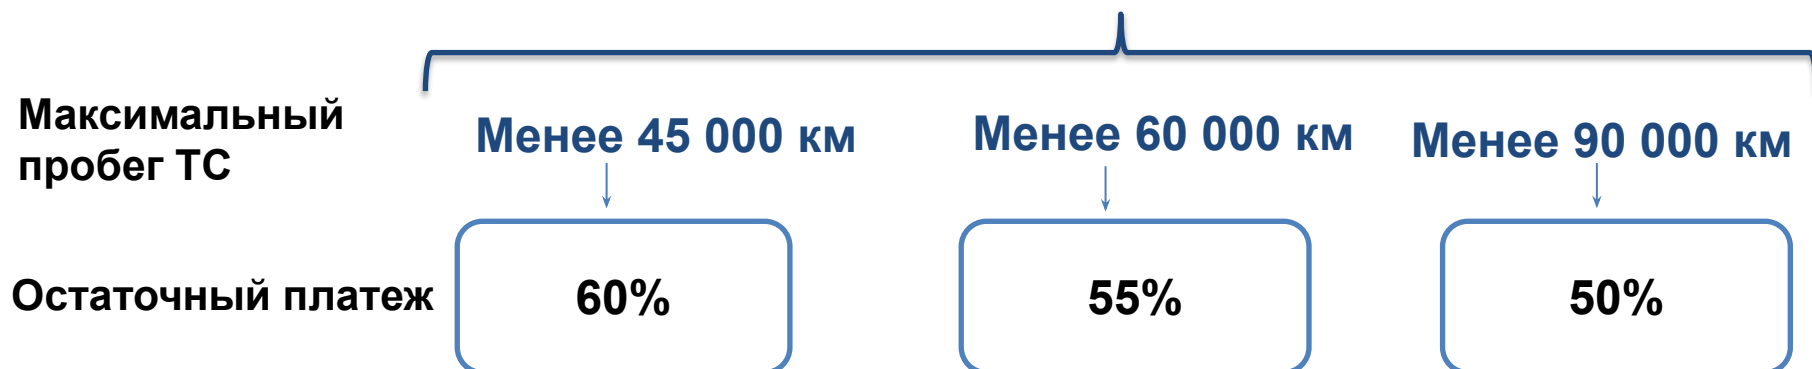 Максимальный
пробег ТС
Менее 45 000 км
Менее 60 000 км
Менее 90 000 км
Остаточный платеж
60%
55%
50%